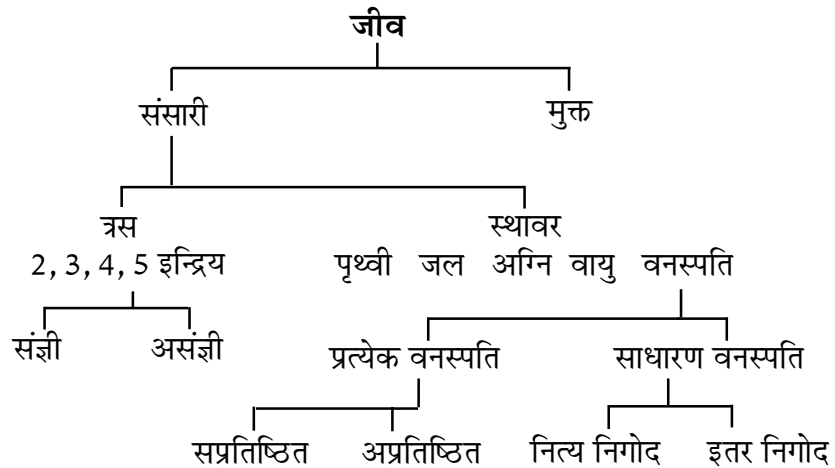 जीव
संसारी मुक्त
त्रस स्थावर
2, 3, 4, 5 इन्द्रिय पृथ्वी जल अग्नि वायु वनस्पति
संज्ञी असंज्ञी प्रत्येक वनस्पति साधारण वनस्पति
सप्रतिष्ठित अप्रतिष्ठित नित्य निगोद इतर निगोद